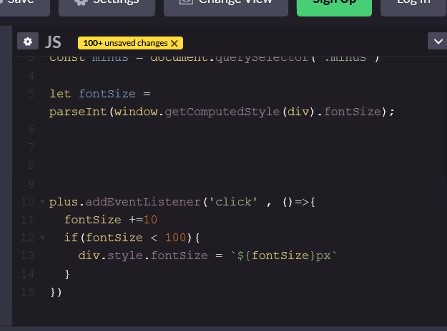 Save Settings Change View Sign Up Log In
JS 100+ unsaved changes ×
3 const minus = document.querySelector('.minus')
4
5 let fontSize =
parseInt(window.getComputedStyle(div).fontSize);
6
7
8
9
10 plus.addEventListener('click' , ()=>{
11 fontSize +=10
12 if(fontSize < 100){
13 div.style.fontSize = `${fontSize}px`
14 }
15 })